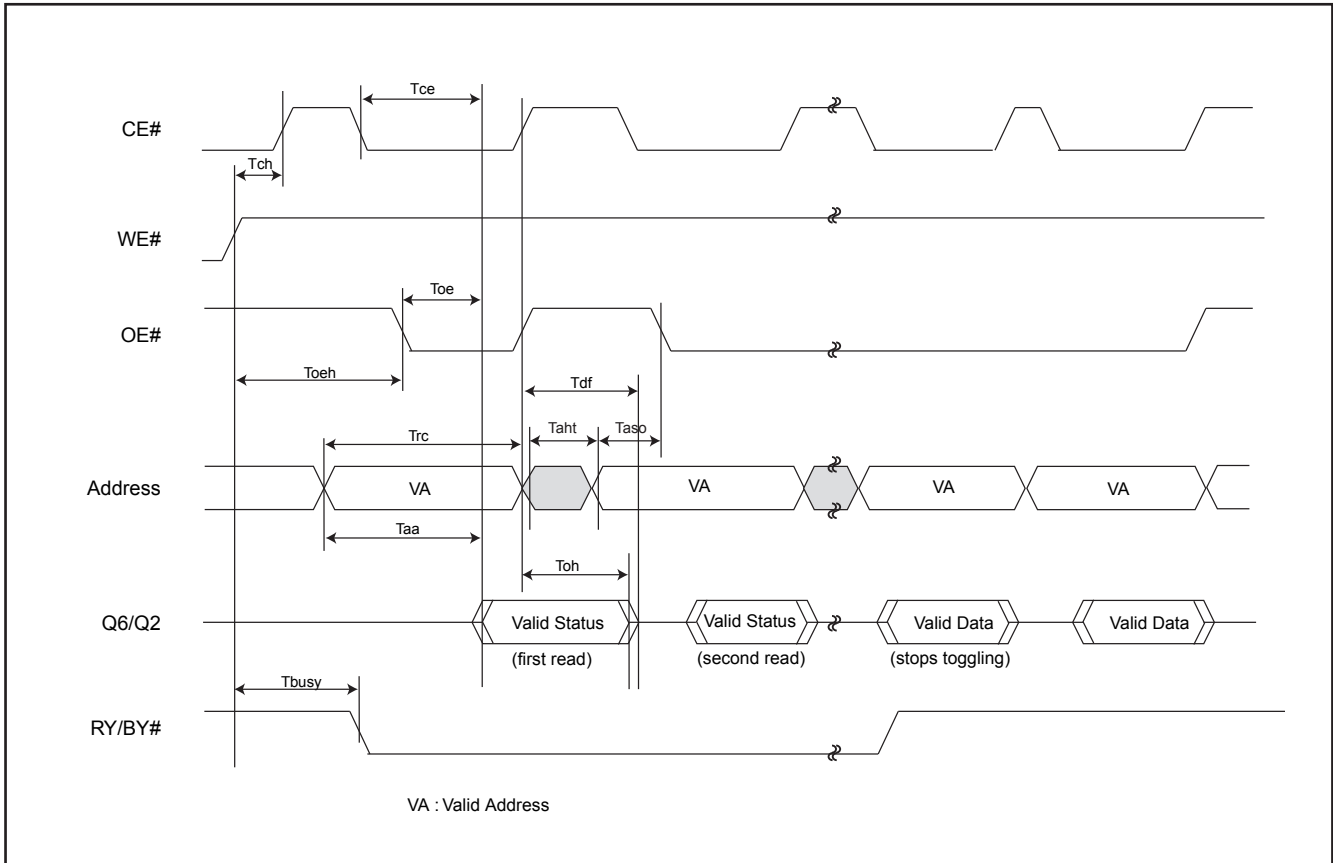 Tce
CE#
Tch
WE#
Toe
OE#
Toeh
Tdf
Trc
Taht
Taso
Address
VA
VA
VA
VA
Taa
Toh
Q6/Q2
Valid Status
Valid Status
Valid Data
Valid Data
(first read)
(second read)
(stops toggling)
Tbusy
RY/BY#
VA : Valid Address